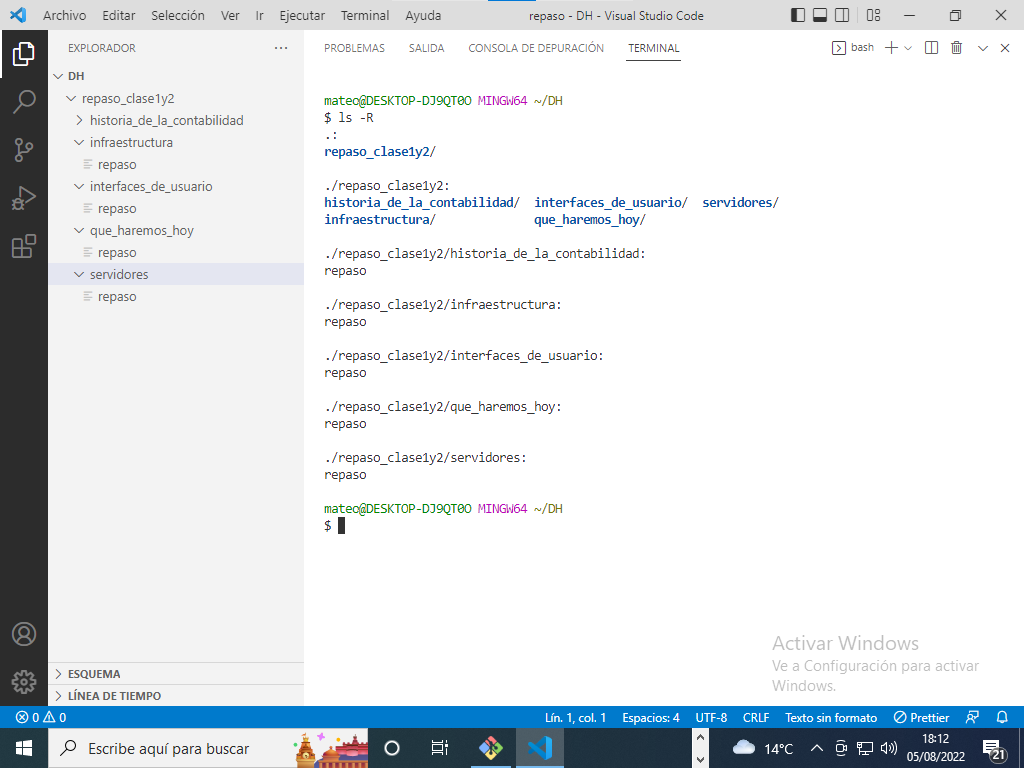 Archivo Editar Selección Ver Ir Ejecutar Terminal Ayuda repaso - DH - Visual Studio Code
EXPLORADOR
DH
repaso_clase1y2
historia_de_la_contabilidad
infraestructura
repaso
interfaces_de_usuario
repaso
que_haremos_hoy
repaso
servidores
repaso
ESQUEMA
LÍNEA DE TIEMPO
PROBLEMAS SALIDA CONSOLA DE DEPURACIÓN TERMINAL bash
mateo@DESKTOP-DJ9QT0O MINGW64 ~/DH
$ ls -R
.:
repaso_clase1y2/
./repaso_clase1y2:
historia_de_la_contabilidad/ interfaces_de_usuario/ servidores/
infraestructura/ que_haremos_hoy/
./repaso_clase1y2/historia_de_la_contabilidad:
repaso
./repaso_clase1y2/infraestructura:
repaso
./repaso_clase1y2/interfaces_de_usuario:
repaso
./repaso_clase1y2/que_haremos_hoy:
repaso
./repaso_clase1y2/servidores:
repaso
mateo@DESKTOP-DJ9QT0O MINGW64 ~/DH
$
Activar Windows
Ve a Configuración para activar
Windows.
0 0 Lín. 1, col. 1 Espacios: 4 UTF-8 CRLF Texto sin formato Prettier
Escribe aquí para buscar 14°C 18:12
05/08/2022 21